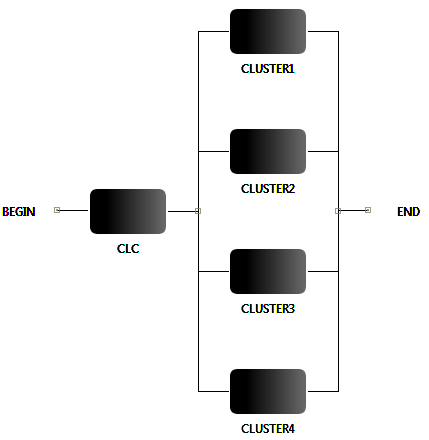 CLUSTER1
CLUSTER2
BEGIN
END
CLC
CLUSTER3
CLUSTER4